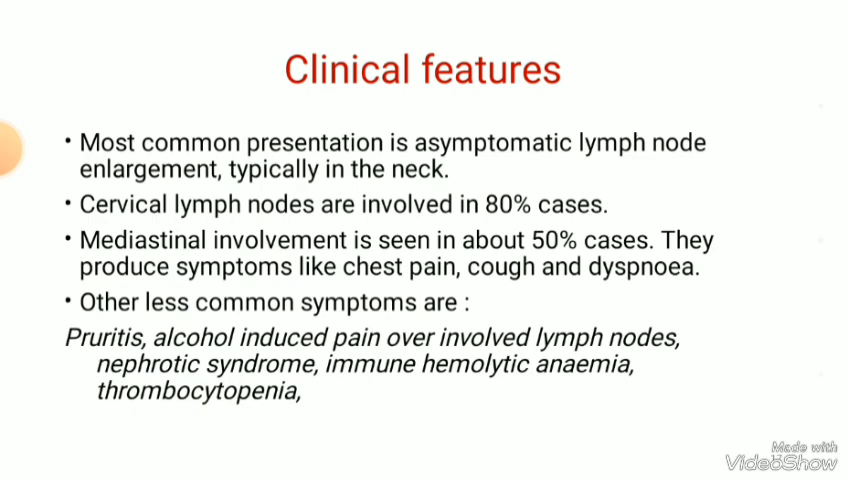 Clinical features
• Most common presentation is asymptomatic lymph node
enlargement, typically in the neck.
• Cervical lymph nodes are involved in 80% cases.
• Mediastinal involvement is seen in about 50% cases. They
produce symptoms like chest pain, cough and dyspnoea.
• Other less common symptoms are :
Pruritis, alcohol induced pain over involved lymph nodes,
nephrotic syndrome, immune hemolytic anaemia,
thrombocytopenia,
Made with
VideoShow